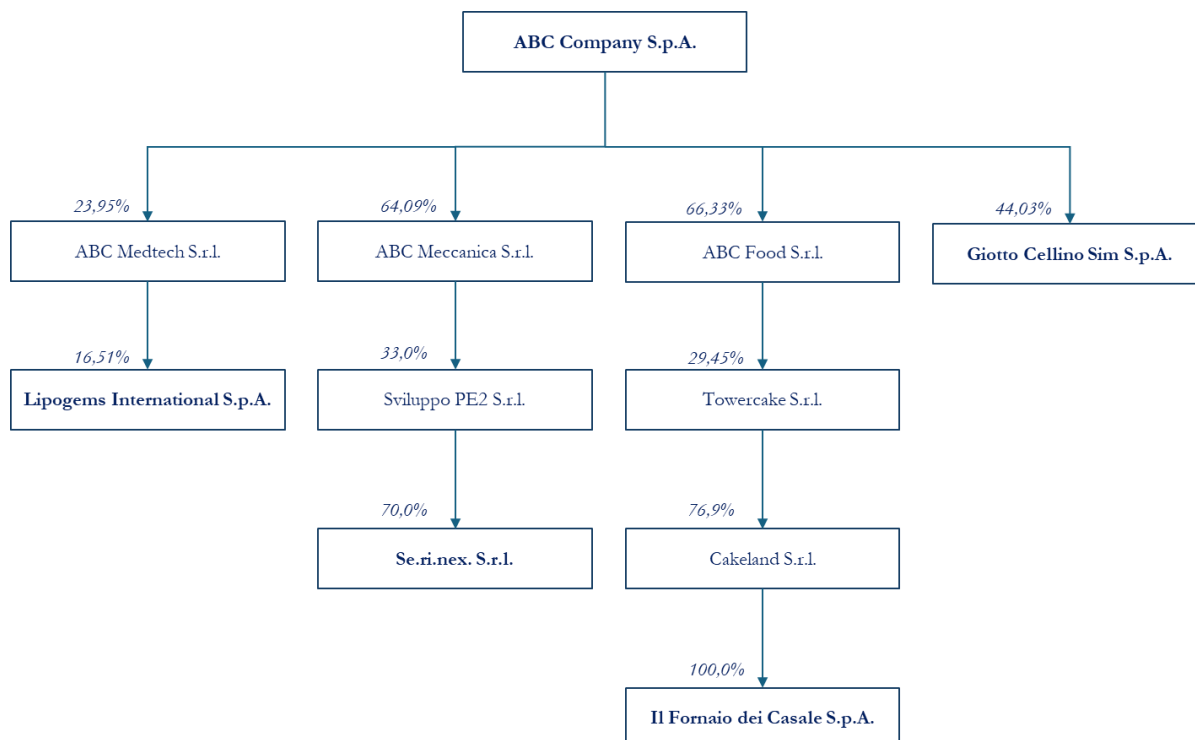 ABC Company S.p.A.
23,95%
64,09%
66,33%
44,03%
ABC Medtech S.r.l.
ABC Meccanica S.r.l.
ABC Food S.r.l.
Giotto Cellino Sim S.p.A.
16,51%
33,0%
29,45%
Lipogems International S.p.A.
Sviluppo PE2 S.r.l.
Towercake S.r.l.
70,0%
76,9%
Se.ri.nex. S.r.l.
Cakeland S.r.l.
100,0%
Il Fornaio dei Casale S.p.A.